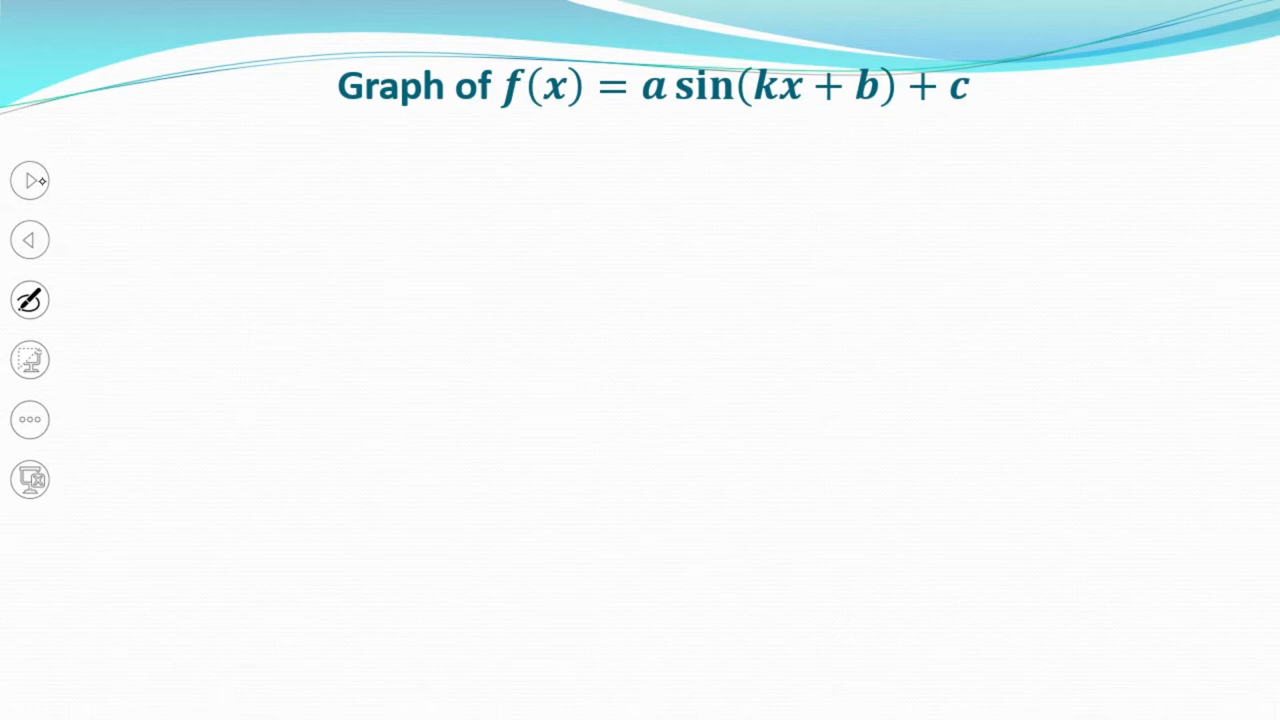 Graph of f(x) = a sin(kx + b) + c